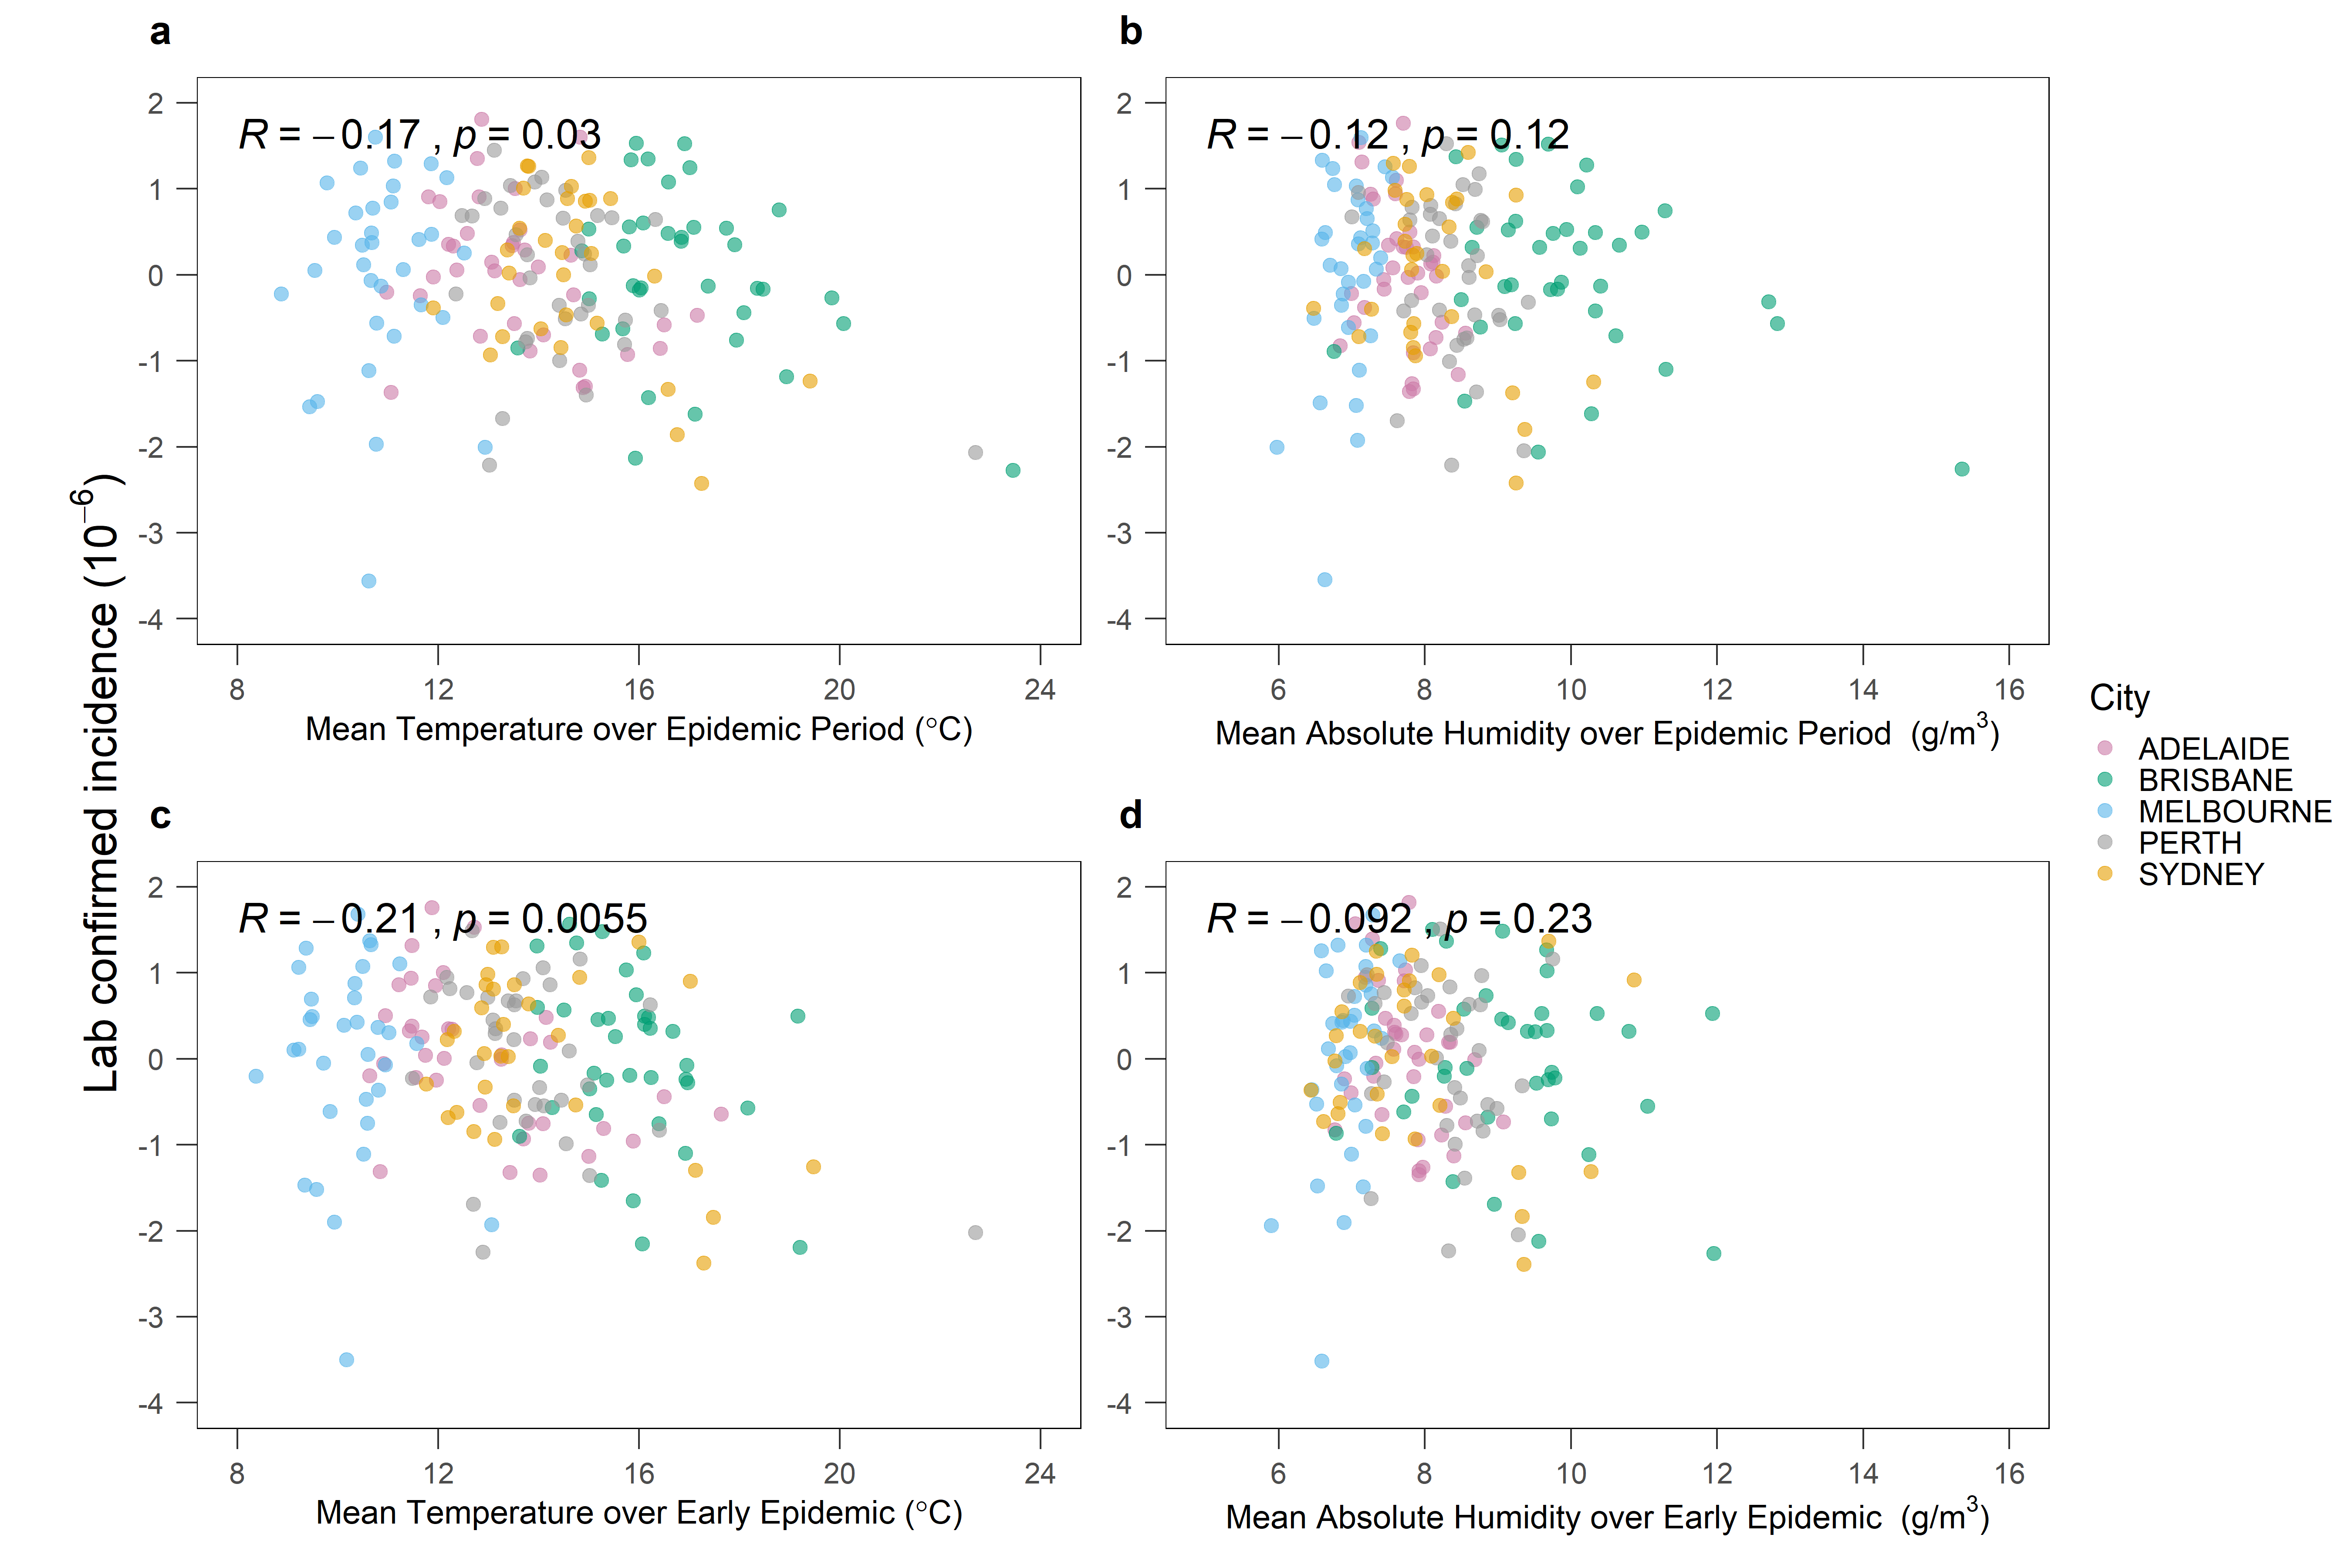 a
R = −0.17 , p = 0.03
2
1
0
-1
-2
-3
-4
8 12 16 20 24
Mean Temperature over Epidemic Period (°C)
b
R = −0.12 , p = 0.12
2
1
0
-1
-2
-3
-4
6 8 10 12 14 16
Mean Absolute Humidity over Epidemic Period (g/m³)
Lab confirmed incidence (10⁻⁶)
c
R = −0.21 , p = 0.0055
2
1
0
-1
-2
-3
-4
8 12 16 20 24
Mean Temperature over Early Epidemic (°C)
d
R = −0.092 , p = 0.23
2
1
0
-1
-2
-3
-4
6 8 10 12 14 16
Mean Absolute Humidity over Early Epidemic (g/m³)
City
ADELAIDE
BRISBANE
MELBOURNE
PERTH
SYDNEY